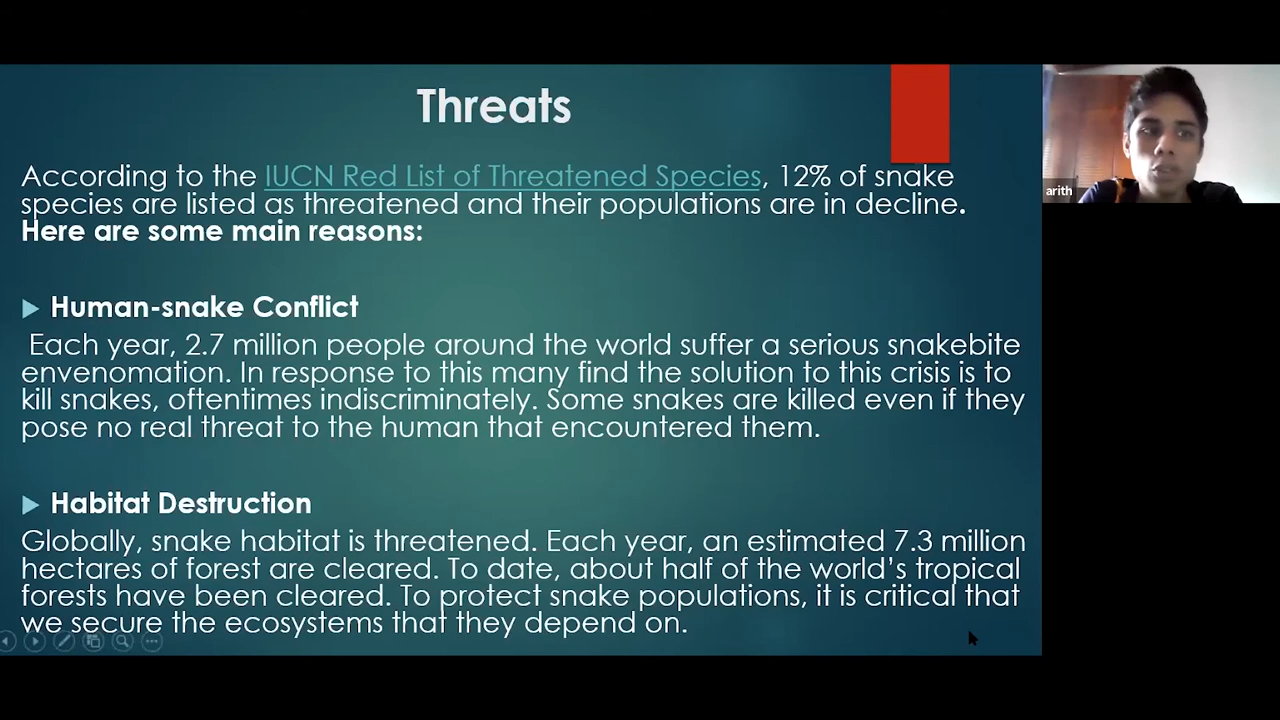 Threats
According to the IUCN Red List of Threatened Species, 12% of snake
species are listed as threatened and their populations are in decline.
Here are some main reasons:
Human-snake Conflict
Each year, 2.7 million people around the world suffer a serious snakebite
envenomation. In response to this many find the solution to this crisis is to
kill snakes, oftentimes indiscriminately. Some snakes are killed even if they
pose no real threat to the human that encountered them.
Habitat Destruction
Globally, snake habitat is threatened. Each year, an estimated 7.3 million
hectares of forest are cleared. To date, about half of the world’s tropical
forests have been cleared. To protect snake populations, it is critical that
we secure the ecosystems that they depend on.
arith